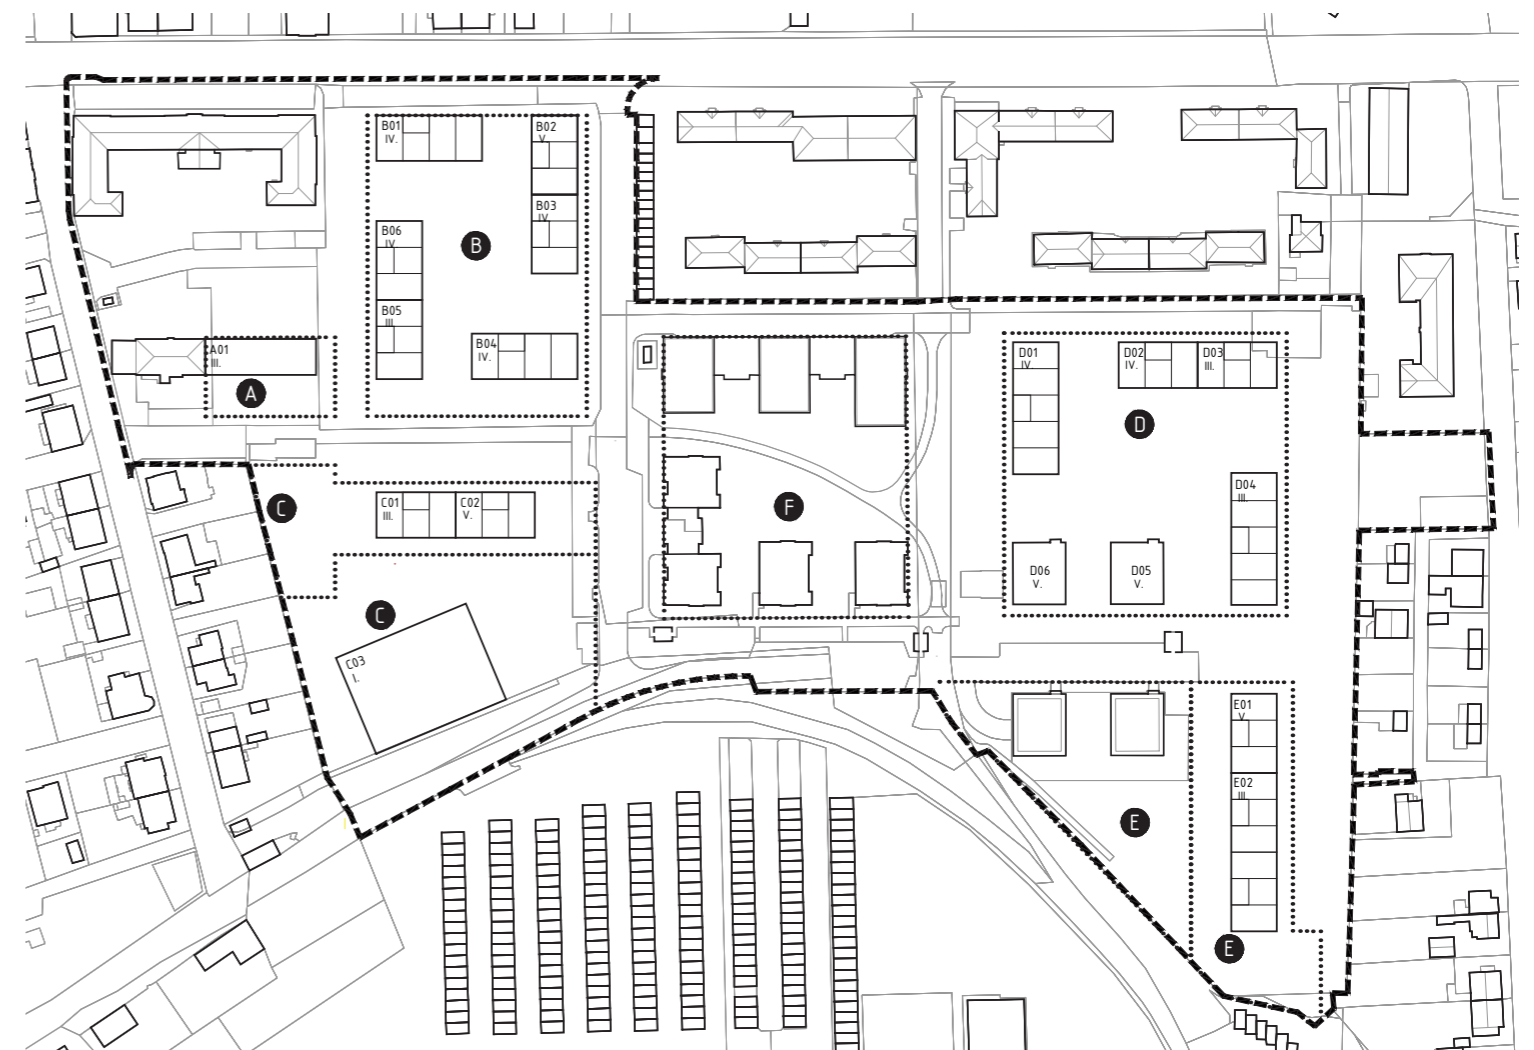 B01
IV.
B02
V.
B03
IV.
B06
IV.
B
B05
III.
B04
IV.
A01
III.
A
D01
IV.
D02
IV.
D03
III.
D
D04
III.
C
C01
III.
C02
V.
F
D06
V.
D05
V.
C
C03
I.
E01
V.
E02
III.
E
E